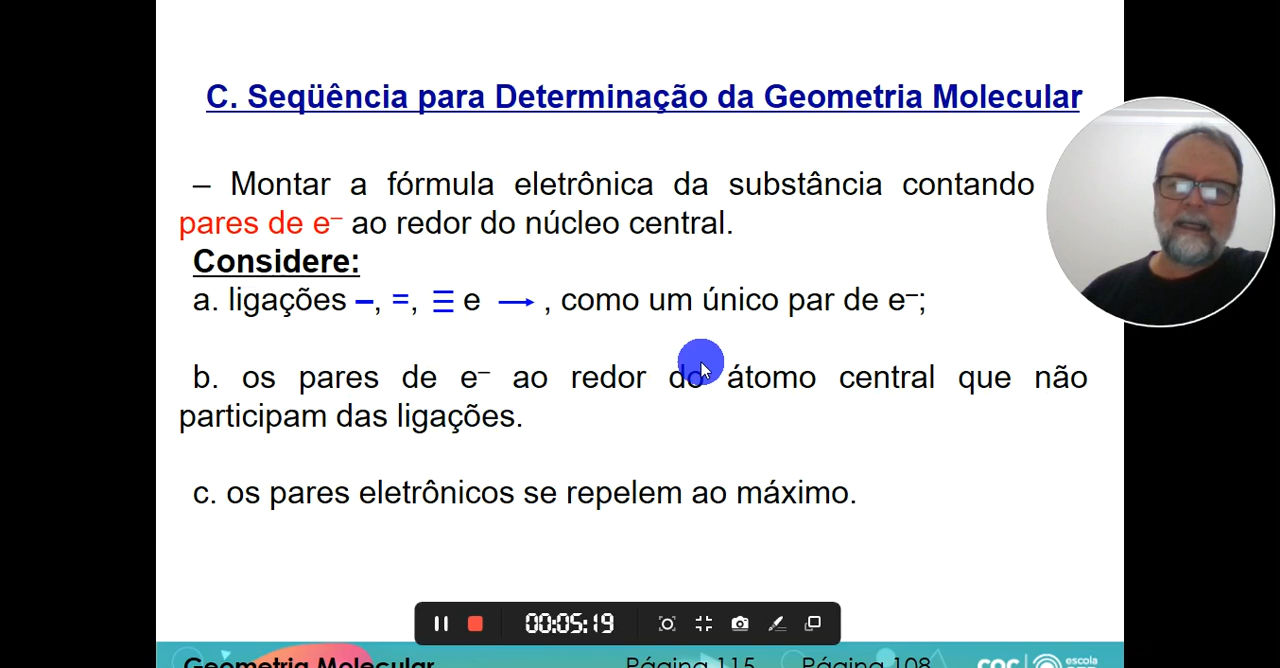 C. Seqüência para Determinação da Geometria Molecular
– Montar a fórmula eletrônica da substância contando
pares de e– ao redor do núcleo central.
Considere:
a. ligações –, =, ≡ e → , como um único par de e–;
b. os pares de e– ao redor do átomo central que não
participam das ligações.
c. os pares eletrônicos se repelem ao máximo.
00:05:19
Geometria Molecular Página 115 Página 108 COC escola